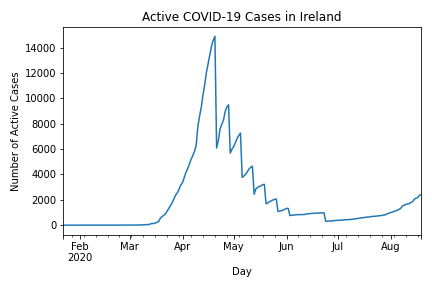 Active COVID-19 Cases in Ireland
14000
12000
10000
8000
6000
4000
2000
0
Number of Active Cases
Feb Mar Apr May Jun Jul Aug
2020
Day